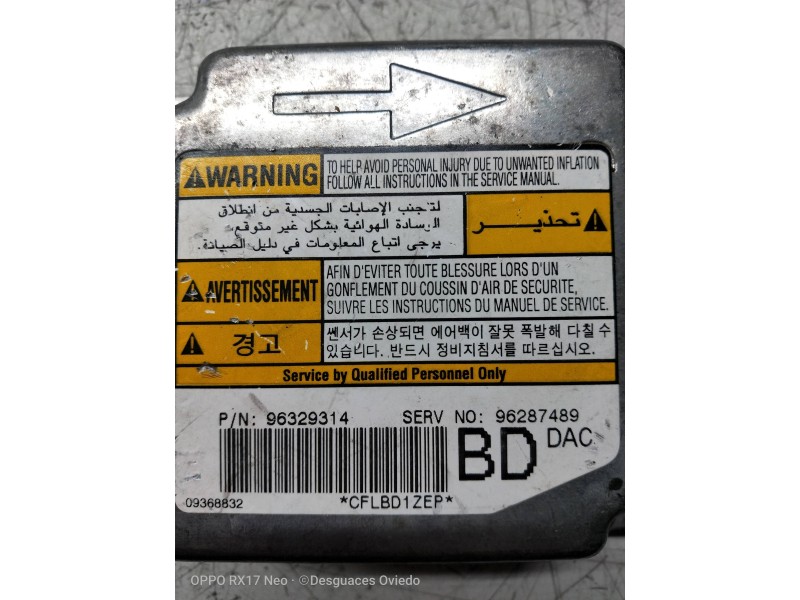 WARNING
TO HELP AVOID PERSONAL INJURY DUE TO UNWANTED INFLATION
FOLLOW ALL INSTRUCTIONS IN THE SERVICE MANUAL.
تحذير
لتجنب الإصابات الجسدية من انطلاق
الوسادة الهوائية بشكل غير متوقع،
يرجى اتباع المعلومات في دليل الصيانة.
AVERTISSEMENT
AFIN D'EVITER TOUTE BLESSURE LORS D'UN
GONFLEMENT DU COUSSIN D'AIR DE SECURITE,
SUIVRE LES INSTRUCTIONS DU MANUEL DE SERVICE.
경고
쎈서가 손상되면 에어백이 잘못 폭발해 다칠수
있습니다. 반드시 정비지침서를 따르십시오.
Service by Qualified Personnel Only
P/N: 96329314 SERV NO: 96287489
BD DAC
09368832 *CFLBD1ZEP*
OPPO RX17 Neo · ©Desguaces Oviedo